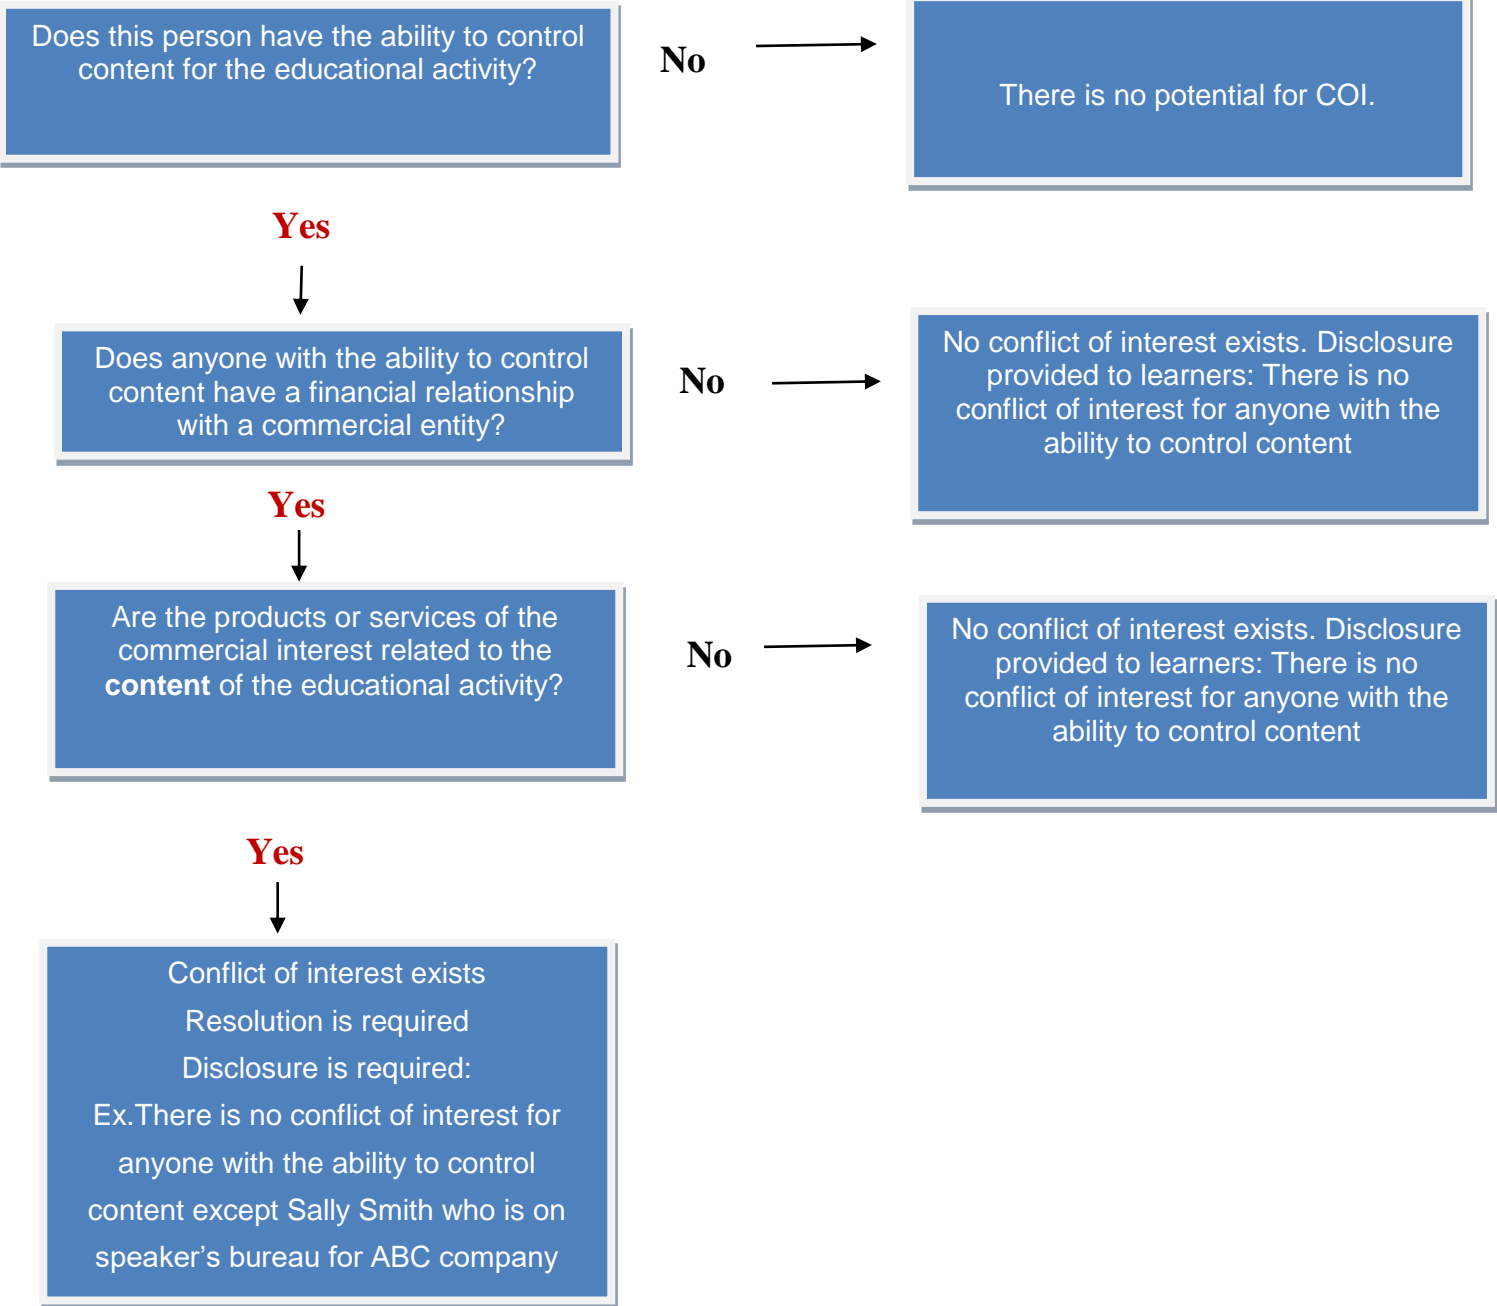 Does this person have the ability to control
content for the educational activity?
No
There is no potential for COI.
Yes
Does anyone with the ability to control
content have a financial relationship
with a commercial entity?
No
No conflict of interest exists. Disclosure
provided to learners: There is no
conflict of interest for anyone with the
ability to control content
Yes
Are the products or services of the
commercial interest related to the
content of the educational activity?
No
No conflict of interest exists. Disclosure
provided to learners: There is no
conflict of interest for anyone with the
ability to control content
Yes
Conflict of interest exists
Resolution is required
Disclosure is required:
Ex.There is no conflict of interest for
anyone with the ability to control
content except Sally Smith who is on
speaker’s bureau for ABC company